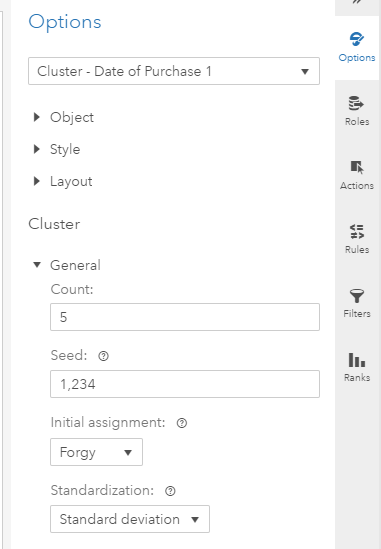 Options
Cluster - Date of Purchase 1
Object
Style
Layout
Cluster
General
Count:
5
Seed:
1,234
Initial assignment:
Forgy
Standardization:
Standard deviation
Options
Roles
Actions
Rules
Filters
Ranks